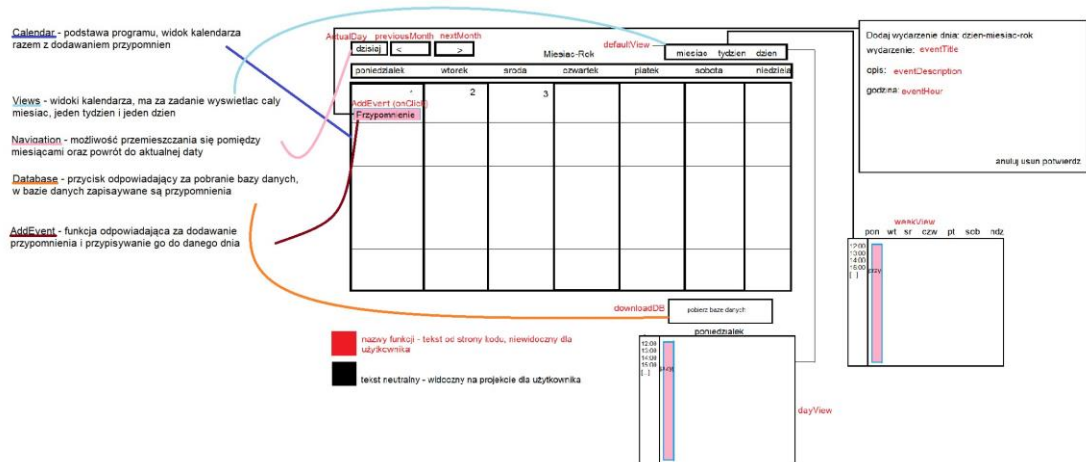 Calendar - podstawa programu, widok kalendarza
razem z dodawaniem przypomnien
Views - widoki kalendarza, ma za zadanie wyswietlac caly
miesiac, jeden tydzien i jeden dzien
Navigation - możliwość przemieszczania się pomiędzy
miesiącami oraz powrót do aktualnej daty
Database - przycisk odpowiadający za pobranie bazy danych,
w bazie danych zapisaywane są przypomnienia
AddEvent - funkcja odpowiadająca za dodawanie
przypomnienia i przypisywanie go do danego dnia
ActualDay previousMonth nextMonth
dzisiaj < >
Miesiac-Rok
defaultView
miesiac tydzien dzien
poniedzialek wtorek sroda czwartek piatek sobota niedziela
1 2 3
AddEvent (onClick)
Przypomnienie
downloadDB
pobierz baze danych
nazwy funkcji - tekst od strony kodu, niewidoczny dla
użytkownika
tekst neutralny - widoczny na projekcie dla użytkownika
poniedzialek
12:00
13:00
14:00
15:00
[...]
dayView
Dodaj wydarzenie dnia: dzien-miesiac-rok
wydarzenie: eventTitle
opis: eventDescription
godzina: eventHour
anuluj usun potwierdz
weekView
pon wt sr czw pt sob ndz
12:00
13:00
14:00
15:00
[...]
przy